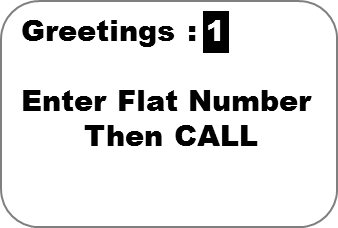 Greetings : 1
Enter Flat Number
Then CALL